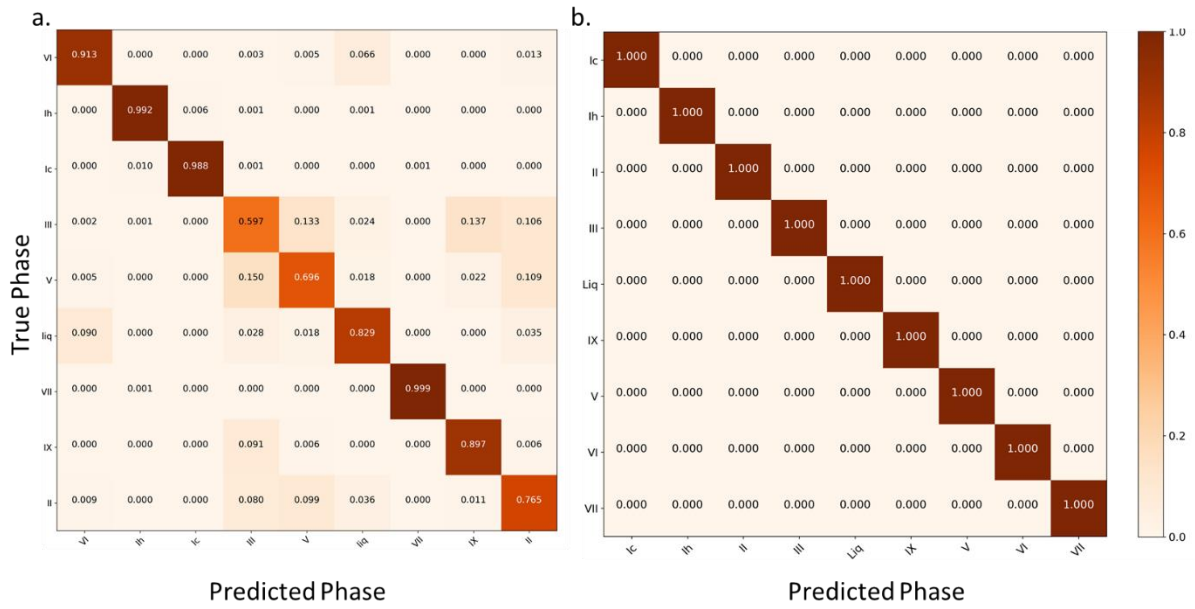 a.
VI 0.913 0.000 0.000 0.003 0.005 0.066 0.000 0.000 0.013
Ih 0.000 0.992 0.006 0.001 0.000 0.001 0.000 0.000 0.000
Ic 0.000 0.010 0.988 0.001 0.000 0.000 0.001 0.000 0.000
III 0.002 0.001 0.000 0.597 0.133 0.024 0.000 0.137 0.106
V 0.005 0.000 0.000 0.150 0.696 0.018 0.000 0.022 0.109
liq 0.090 0.000 0.000 0.028 0.018 0.829 0.000 0.000 0.035
VII 0.000 0.001 0.000 0.000 0.000 0.000 0.999 0.000 0.000
IX 0.000 0.000 0.000 0.091 0.006 0.000 0.000 0.897 0.006
II 0.009 0.000 0.000 0.080 0.099 0.036 0.000 0.011 0.765
VI Ih Ic III V liq VII IX II
True Phase
Predicted Phase
b.
Ic 1.000 0.000 0.000 0.000 0.000 0.000 0.000 0.000 0.000
Ih 0.000 1.000 0.000 0.000 0.000 0.000 0.000 0.000 0.000
II 0.000 0.000 1.000 0.000 0.000 0.000 0.000 0.000 0.000
III 0.000 0.000 0.000 1.000 0.000 0.000 0.000 0.000 0.000
Liq 0.000 0.000 0.000 0.000 1.000 0.000 0.000 0.000 0.000
IX 0.000 0.000 0.000 0.000 0.000 1.000 0.000 0.000 0.000
V 0.000 0.000 0.000 0.000 0.000 0.000 1.000 0.000 0.000
VI 0.000 0.000 0.000 0.000 0.000 0.000 0.000 1.000 0.000
VII 0.000 0.000 0.000 0.000 0.000 0.000 0.000 0.000 1.000
Ic Ih II III Liq IX V VI VII
Predicted Phase
1.0
0.8
0.6
0.4
0.2
0.0